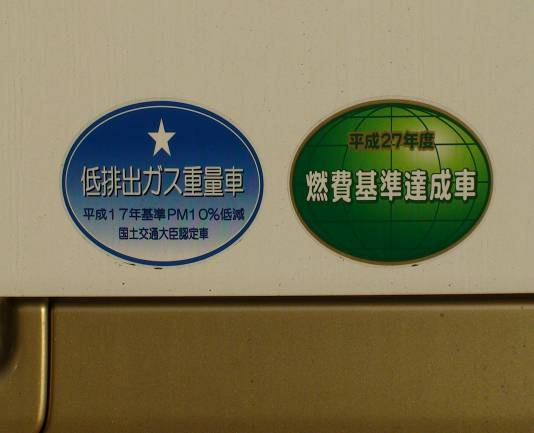 低排出ガス重量車
平成17年基準PM10%低減
国土交通大臣認定車
平成27年度
燃費基準達成車